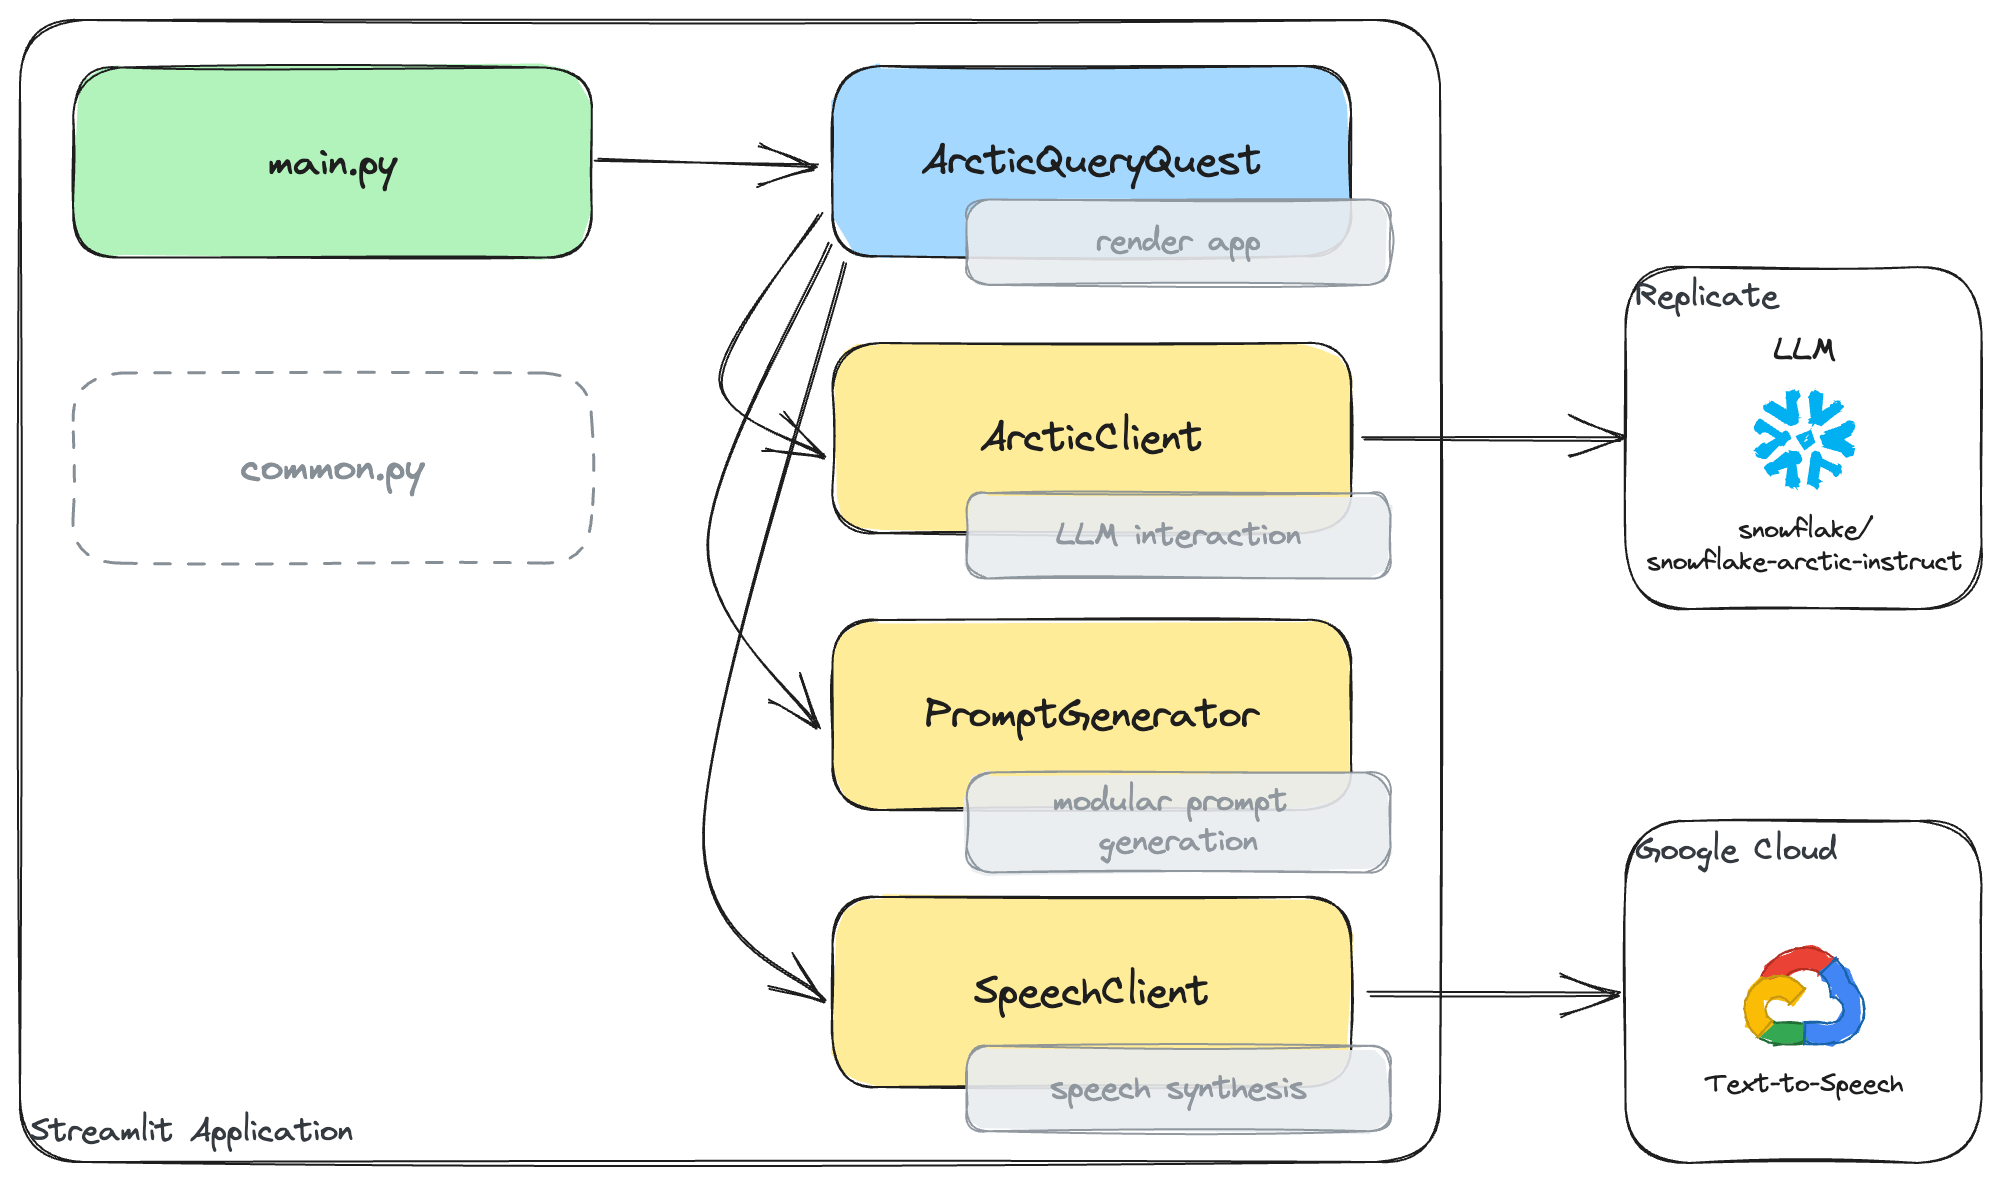 main.py
ArcticQueryQuest
render app
common.py
ArcticClient
LLM interaction
PromptGenerator
modular prompt
generation
SpeechClient
speech synthesis
Streamlit Application
Replicate
LLM
snowflake/
snowflake-arctic-instruct
Google Cloud
Text-to-Speech